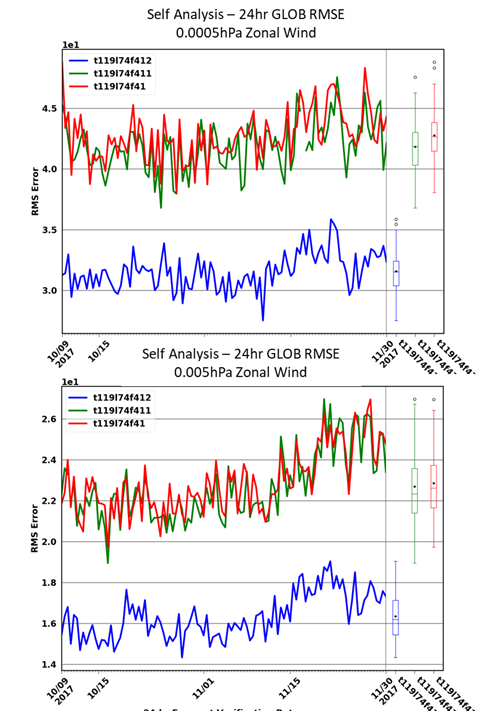 Self Analysis – 24hr GLOB RMSE
0.0005hPa Zonal Wind
1e1
t119l74f412
t119l74f411
t119l74f41
4.5
4.0
3.5
3.0
RMS Error
10/09
2017
10/15
11/30
2017
Self Analysis – 24hr GLOB RMSE
0.005hPa Zonal Wind
1e1
t119l74f412
t119l74f411
t119l74f41
2.6
2.4
2.2
2.0
1.8
1.6
1.4
RMS Error
10/09
2017
10/15
11/01
11/15
11/30
2017